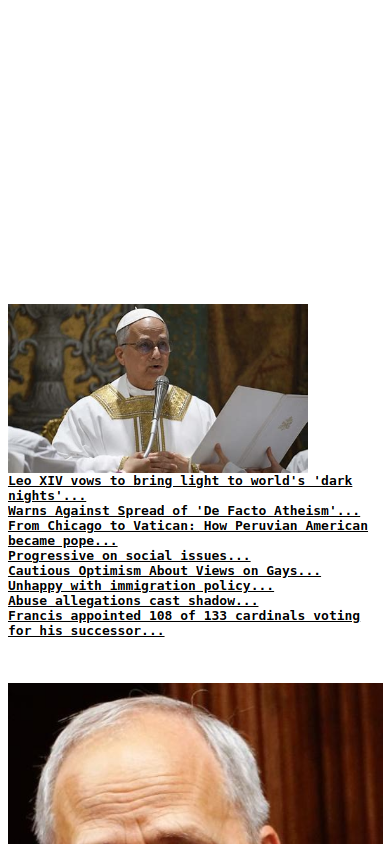 Leo XIV vows to bring light to world's 'dark
nights'...
Warns Against Spread of 'De Facto Atheism'...
From Chicago to Vatican: How Peruvian American
became pope...
Progressive on social issues...
Cautious Optimism About Views on Gays...
Unhappy with immigration policy...
Abuse allegations cast shadow...
Francis appointed 108 of 133 cardinals voting
for his successor...